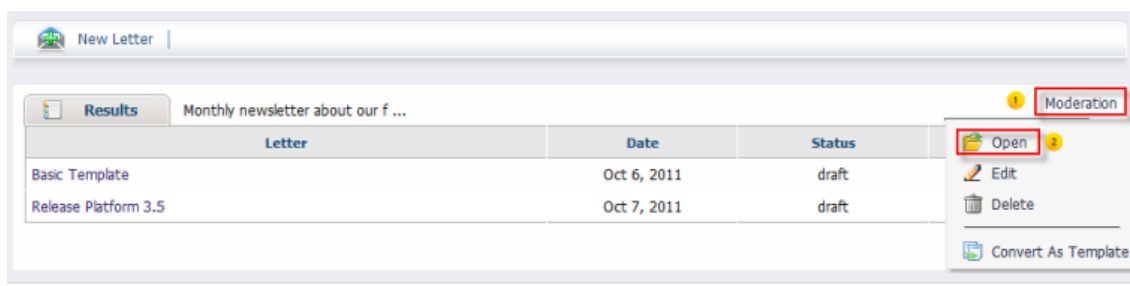 New Letter
Results Monthly newsletter about our f ... 1 Moderation
Letter Date Status Open 2
Basic Template Oct 6, 2011 draft Edit
Release Platform 3.5 Oct 7, 2011 draft Delete
Convert As Template